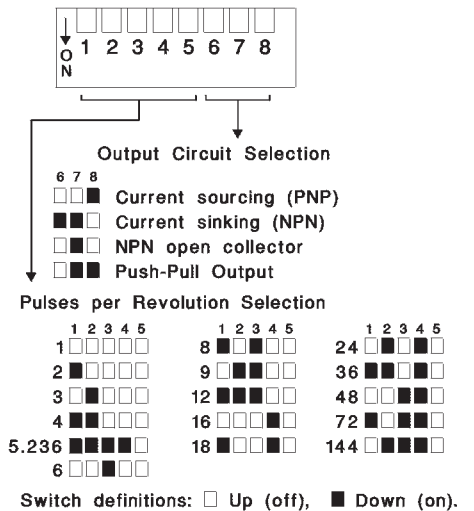 O
N
1 2 3 4 5 6 7 8
Output Circuit Selection
6 7 8
Current sourcing (PNP)
Current sinking (NPN)
NPN open collector
Push-Pull Output
Pulses per Revolution Selection
1 2 3 4 5
1
2
3
4
5.236
6
1 2 3 4 5
8
9
12
16
18
1 2 3 4 5
24
36
48
72
144
Switch definitions: □ Up (off), ■ Down (on).